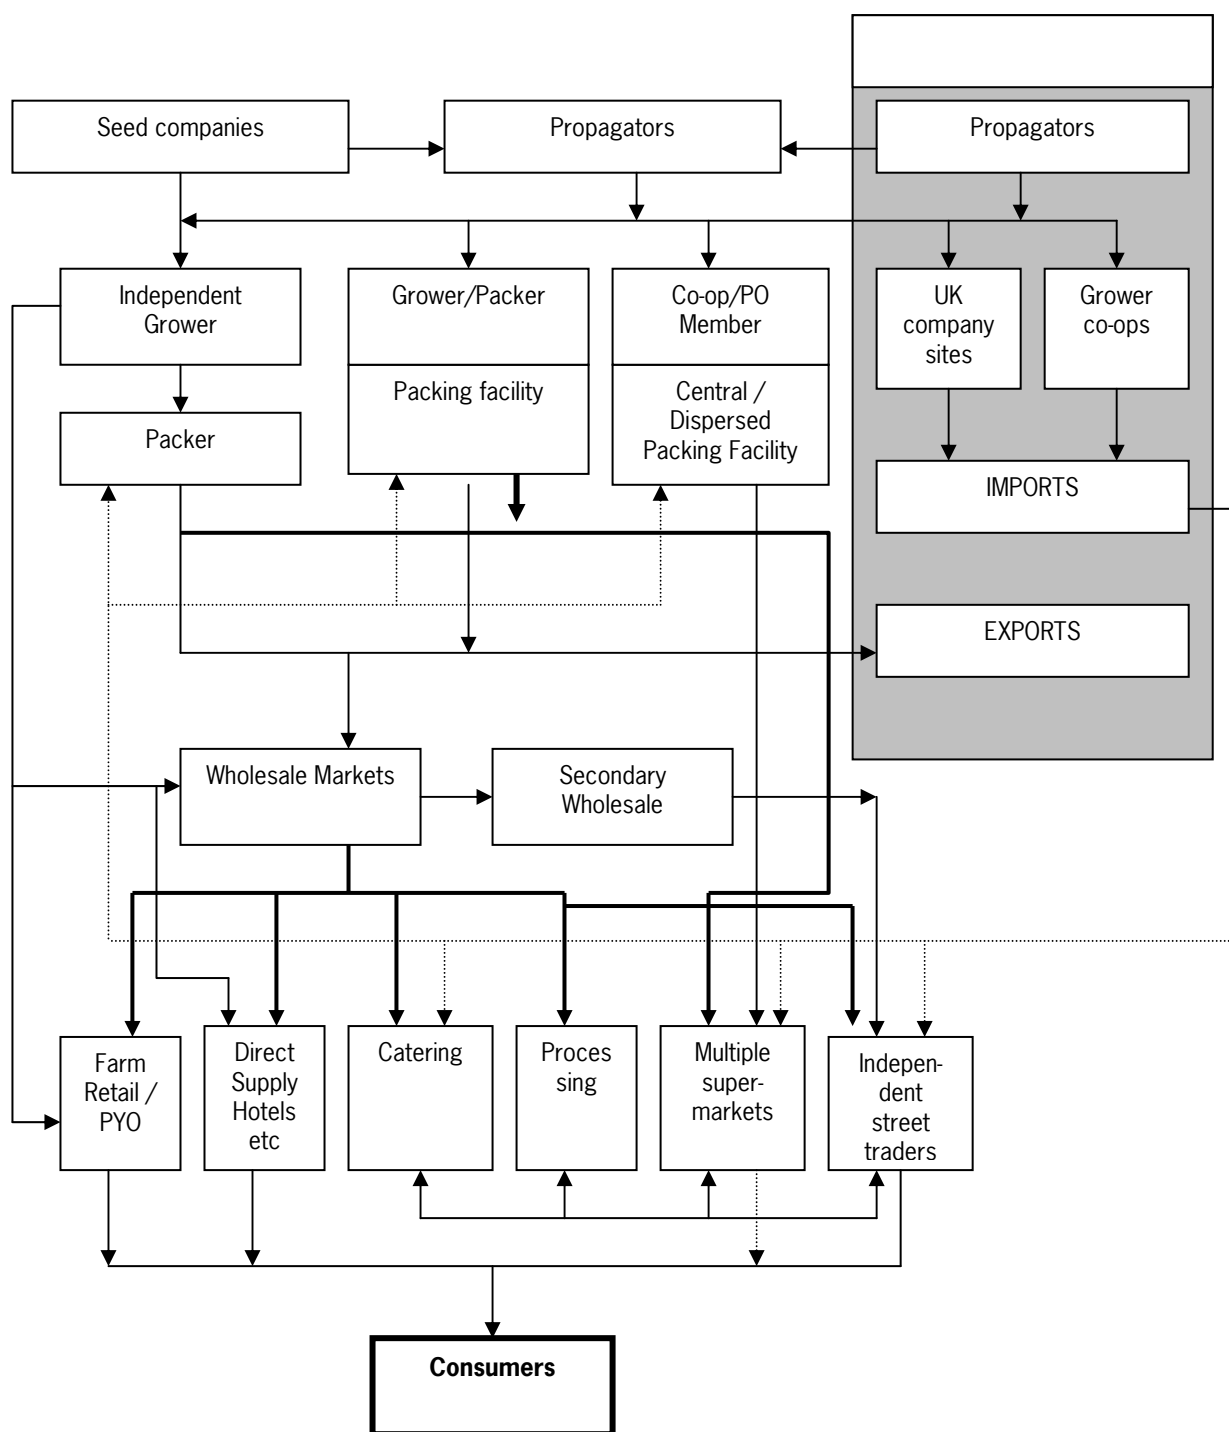 Seed companies
Propagators
Propagators
Independent
Grower
Grower/Packer
Co-op/PO
Member
UK
company
sites
Grower
co-ops
Packing facility
Central /
Dispersed
Packing Facility
Packer
IMPORTS
EXPORTS
Wholesale Markets
Secondary
Wholesale
Farm
Retail /
PYO
Direct
Supply
Hotels
etc
Catering
Proces
sing
Multiple
super-
markets
Indepen-
dent
street
traders
Consumers